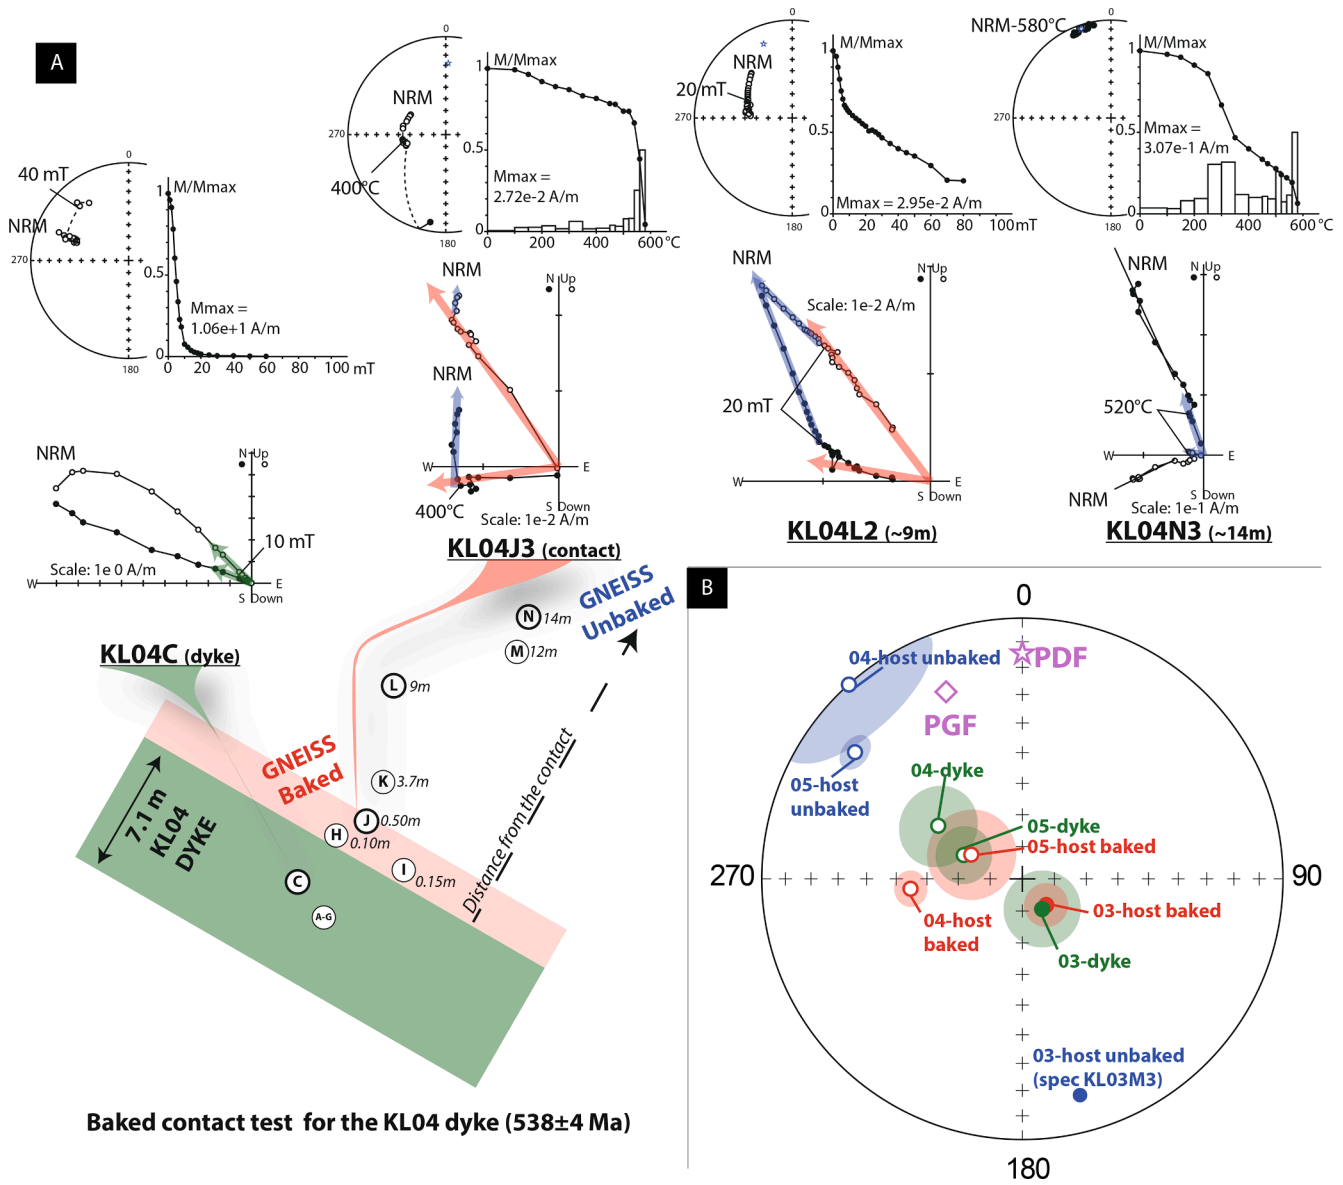 A
0
40 mT
NRM
270
180
M/Mmax
1
0.5
Mmax =
1.06e+1 A/m
0
0 20 40 60 80 100 mT
0
NRM
270
400°C
180
M/Mmax
1
0.5
Mmax =
2.72e-2 A/m
0
0 200 400 600 °C
0
NRM
20 mT
270
180
M/Mmax
1
0.5
Mmax = 2.95e-2 A/m
0
0 20 40 60 80 100 mT
0
NRM-580°C
270
180
M/Mmax
1
0.5
Mmax =
3.07e-1 A/m
0
0 200 400 600 °C
NRM
N Up
W E
10 mT
Scale: 1e 0 A/m
S Down
KL04C (dyke)
NRM
N Up
NRM
W E
400°C
S Down
Scale: 1e-2 A/m
KL04J3 (contact)
NRM
N Up
Scale: 1e-2 A/m
20 mT
W E
S Down
KL04L2 (~9m)
NRM
N Up
520°C
W E
NRM
S Down
Scale: 1e-1 A/m
KL04N3 (~14m)
GNEISS
Unbaked
N 14m
M 12m
L 9m
GNEISS
Baked
K 3.7m
J 0.50m
H 0.10m
I 0.15m
C
A-G
7.1 m
KL04
DYKE
Distance from the contact
Baked contact test for the KL04 dyke (538±4 Ma)
B
0
04-host unbaked
PDF
PGF
05-host
unbaked
04-dyke
05-dyke
05-host baked
270 90
04-host
baked
03-host baked
03-dyke
03-host unbaked
(spec KL03M3)
180